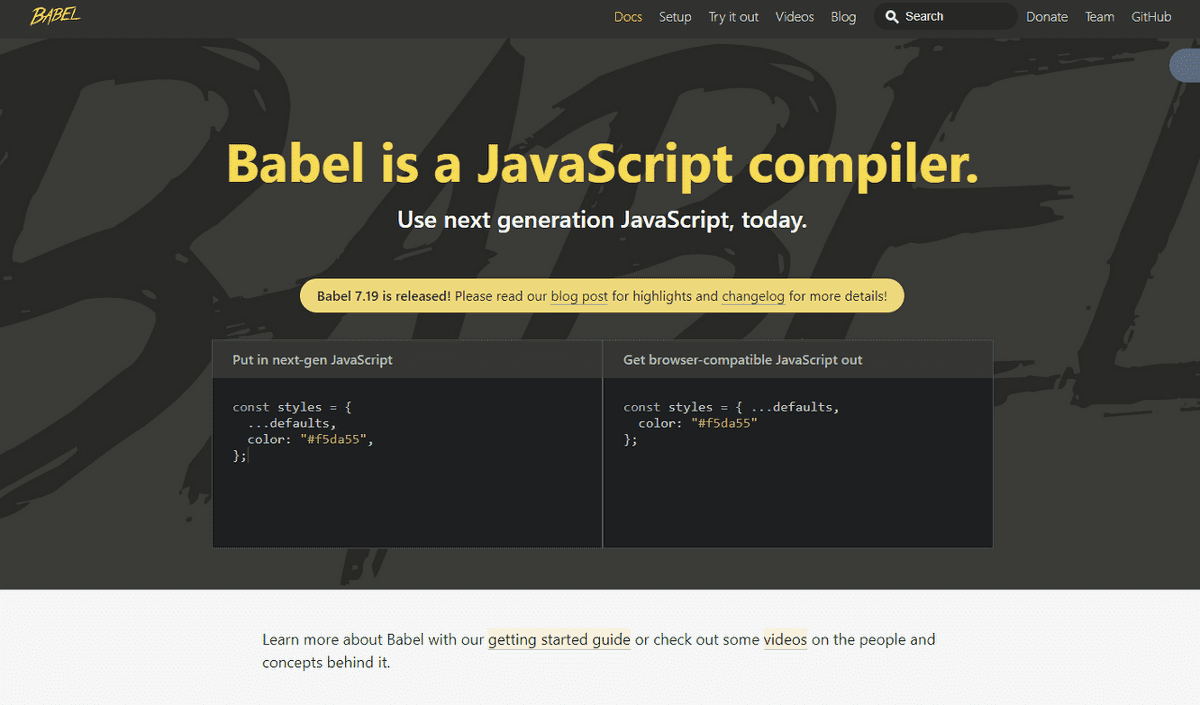 BABEL
Docs Setup Try it out Videos Blog Search Donate Team GitHub
BABEL
Babel is a JavaScript compiler.
Use next generation JavaScript, today.
Babel 7.19 is released! Please read our blog post for highlights and changelog for more details!
Put in next-gen JavaScript
const styles = {
  ...defaults,
  color: "#f5da55",
};
Get browser-compatible JavaScript out
const styles = { ...defaults,
  color: "#f5da55"
};
Learn more about Babel with our getting started guide or check out some videos on the people and
concepts behind it.